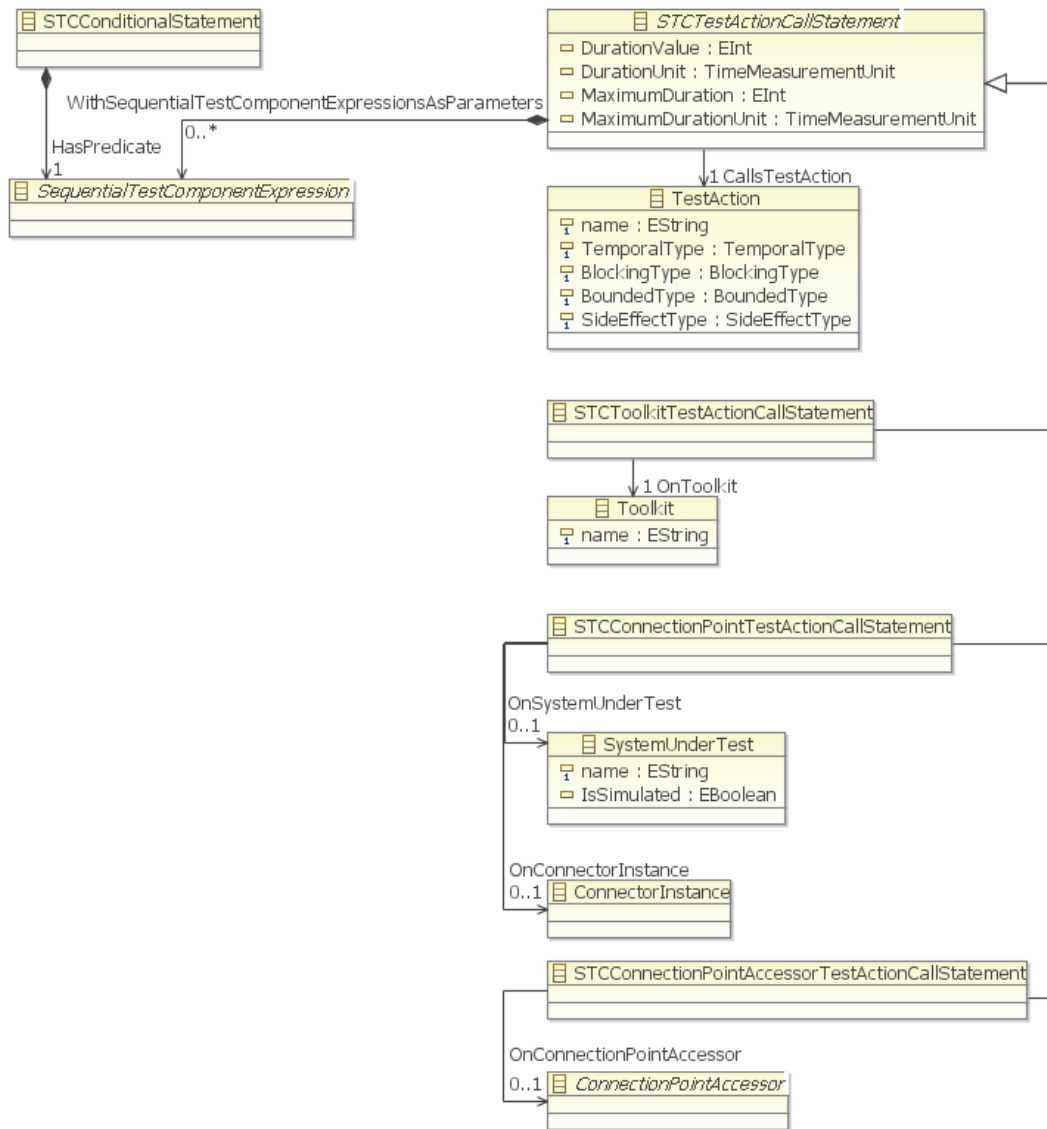 STCConditionalStatement
STCTestActionCallStatement
DurationValue : EInt
DurationUnit : TimeMeasurementUnit
MaximumDuration : EInt
MaximumDurationUnit : TimeMeasurementUnit
WithSequentialTestComponentExpressionsAsParameters
0..*
HasPredicate
1
SequentialTestComponentExpression
1 CallsTestAction
TestAction
name : EString
TemporalType : TemporalType
BlockingType : BlockingType
BoundedType : BoundedType
SideEffectType : SideEffectType
STCToolkitTestActionCallStatement
1 OnToolkit
Toolkit
name : EString
STCConnectionPointTestActionCallStatement
OnSystemUnderTest
0..1
SystemUnderTest
name : EString
IsSimulated : EBoolean
OnConnectorInstance
0..1 ConnectorInstance
STCConnectionPointAccessorTestActionCallStatement
OnConnectionPointAccessor
0..1 ConnectionPointAccessor